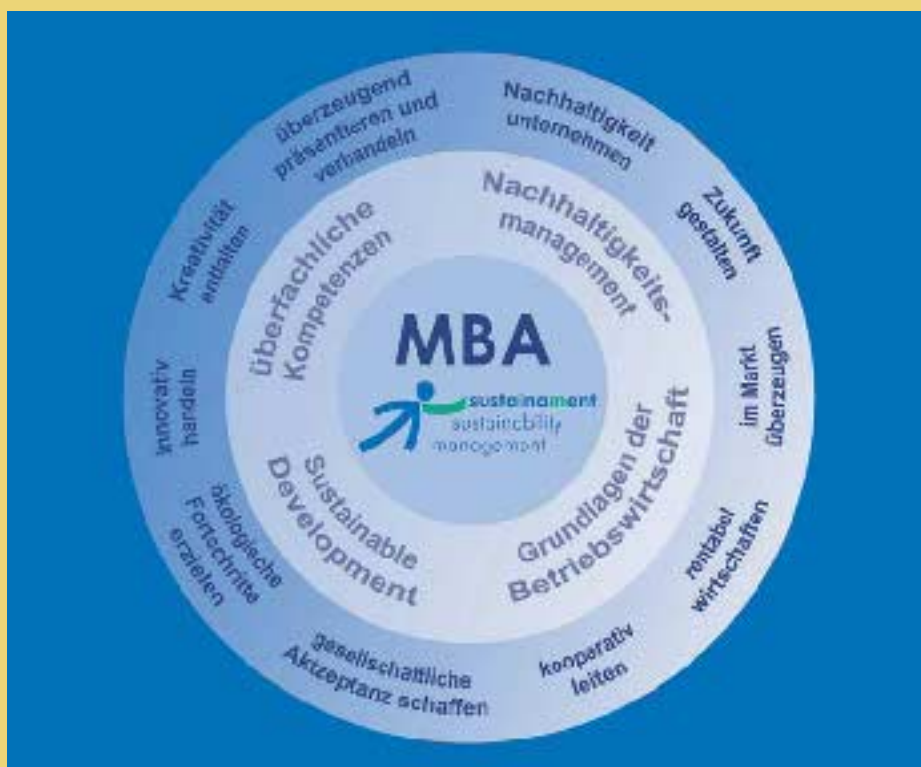 überzeugend
präsentieren und
verhandeln
Nachhaltigkeit
unternehmen
Zukunft
gestalten
im Markt
überzeugen
rentabel
wirtschaften
kooperativ
leiten
gesellschaftliche
Aktzeptanz schaffen
ökologische
Fortschritte
erzielen
innovativ
handeln
Kreativität
entfalten
überfachliche
Kompetenzen
Nachhaltigkeits-
management
Grundlagen der
Betriebswirtschaft
Sustainable
Development
MBA
sustainament
sustainability
management